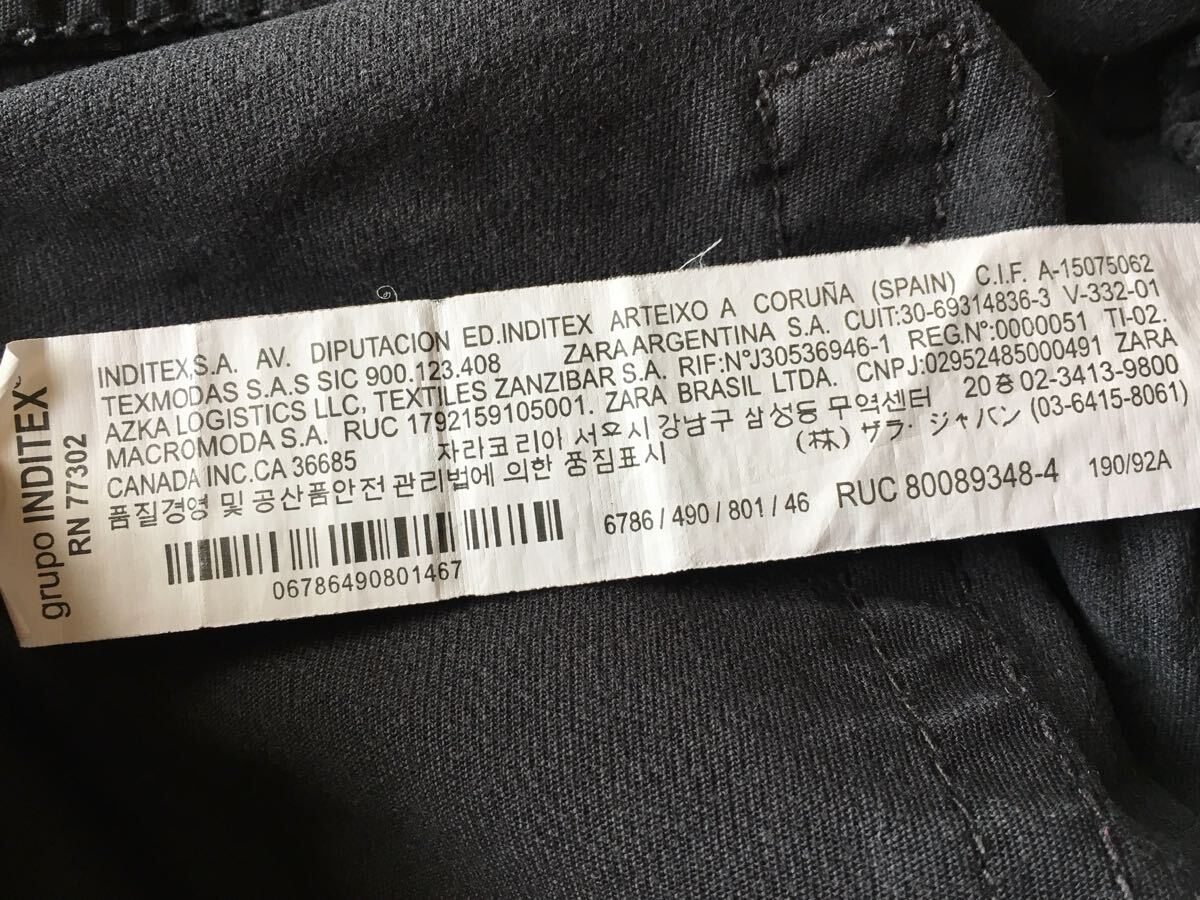 grupo INDITEX
RN 77302
INDITEX,S.A. AV. DIPUTACION ED.INDITEX ARTEIXO A CORUÑA (SPAIN) C.I.F. A-15075062
TEXMODAS S.A.S SIC 900.123.408 ZARA ARGENTINA S.A. CUIT:30-69314836-3 V-332-01
AZKA LOGISTICS LLC, TEXTILES ZANZIBAR S.A. RIF:NºJ30536946-1 REG.Nº:0000051 TI-02.
MACROMODA S.A. RUC 1792159105001. ZARA BRASIL LTDA. CNPJ:02952485000491 ZARA
CANADA INC.CA 36685 자라코리아 서오시 강남구 삼성동 무역센터 20층 02-3413-9800
품질경영 및 공산품안전 관리법에 의한 품짐표시 (株) ザラ・ジャパン (03-6415-8061)
06786490801467
6786 / 490 / 801 / 46
RUC 80089348-4
190/92A